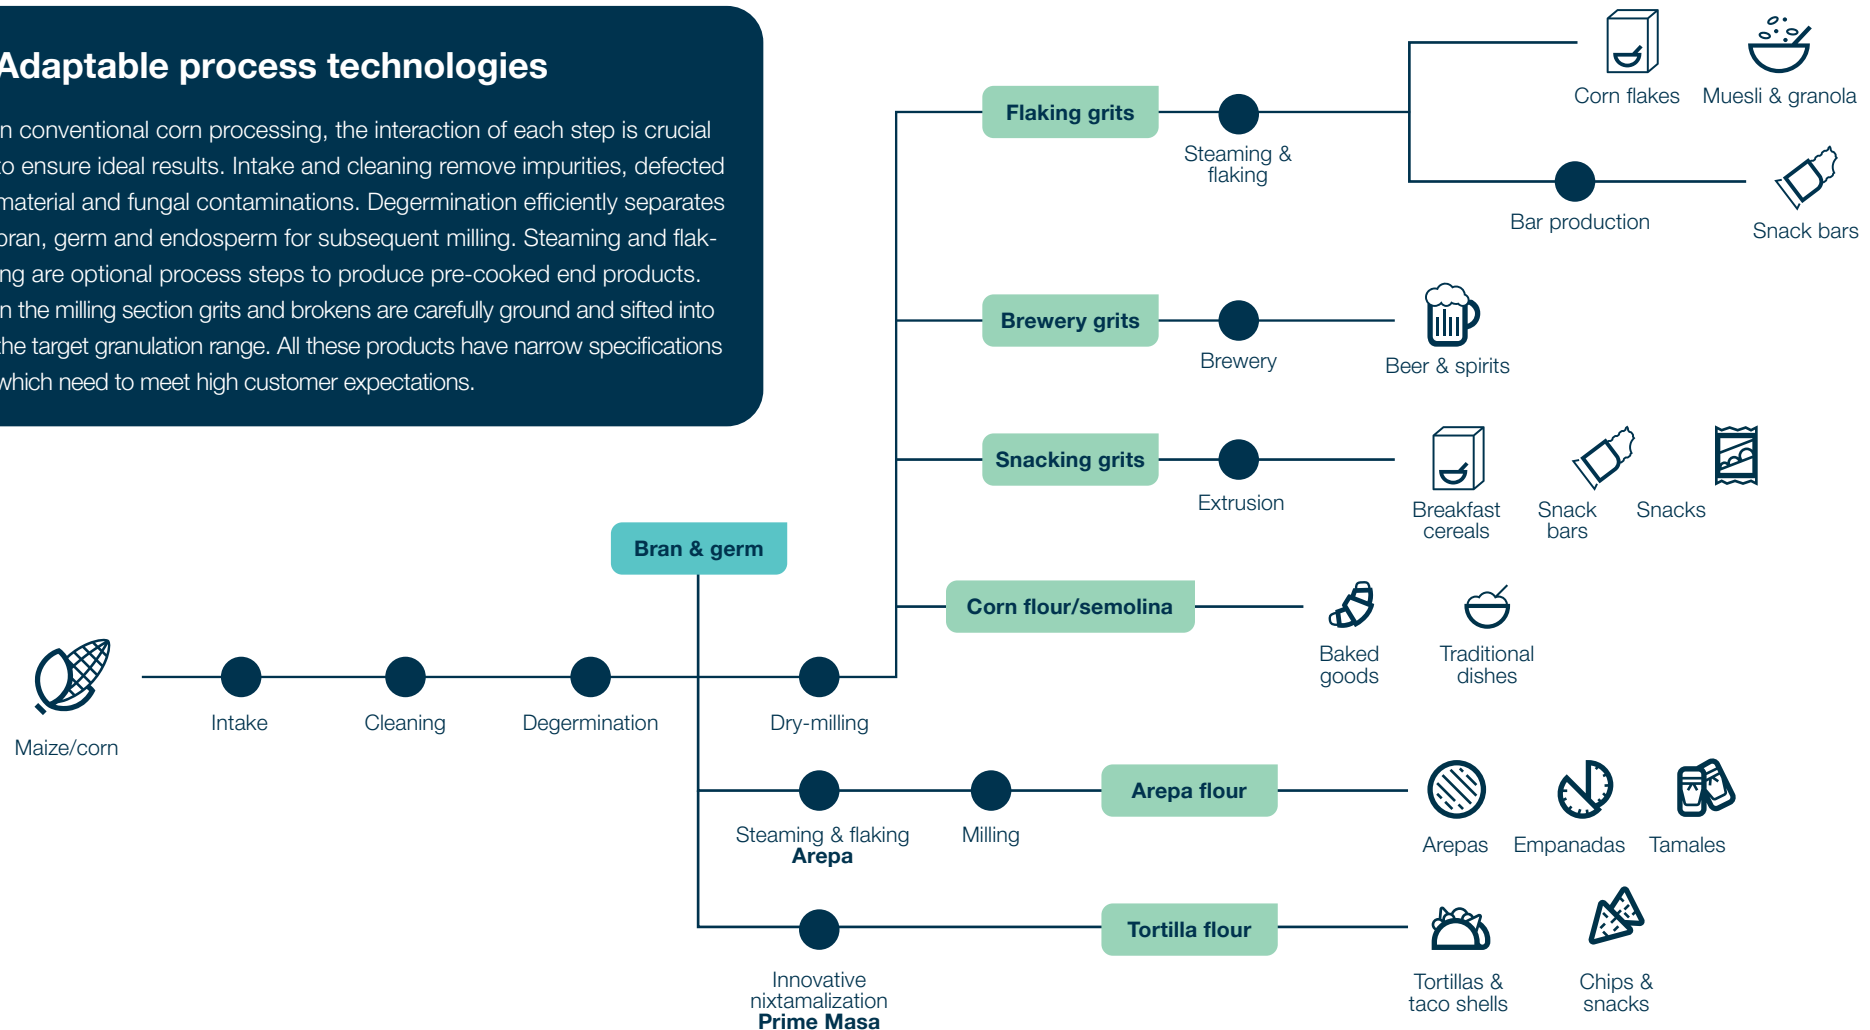 Adaptable process technologies
n conventional corn processing, the interaction of each step is crucial
to ensure ideal results. Intake and cleaning remove impurities, defected
material and fungal contaminations. Degermination efficiently separates
bran, germ and endosperm for subsequent milling. Steaming and flak-
ing are optional process steps to produce pre-cooked end products.
n the milling section grits and brokens are carefully ground and sifted into
the target granulation range. All these products have narrow specifications
which need to meet high customer expectations.
Corn flakes
Muesli & granola
Flaking grits
Steaming &
flaking
Bar production
Snack bars
Brewery grits
Brewery
Beer & spirits
Snacking grits
Extrusion
Breakfast
cereals
Snack
bars
Snacks
Bran & germ
Corn flour/semolina
Baked
goods
Traditional
dishes
Maize/corn
Intake
Cleaning
Degermination
Dry-milling
Steaming & flaking
Arepa
Milling
Arepa flour
Arepas
Empanadas
Tamales
Innovative
nixtamalization
Prime Masa
Tortilla flour
Tortillas &
taco shells
Chips &
snacks